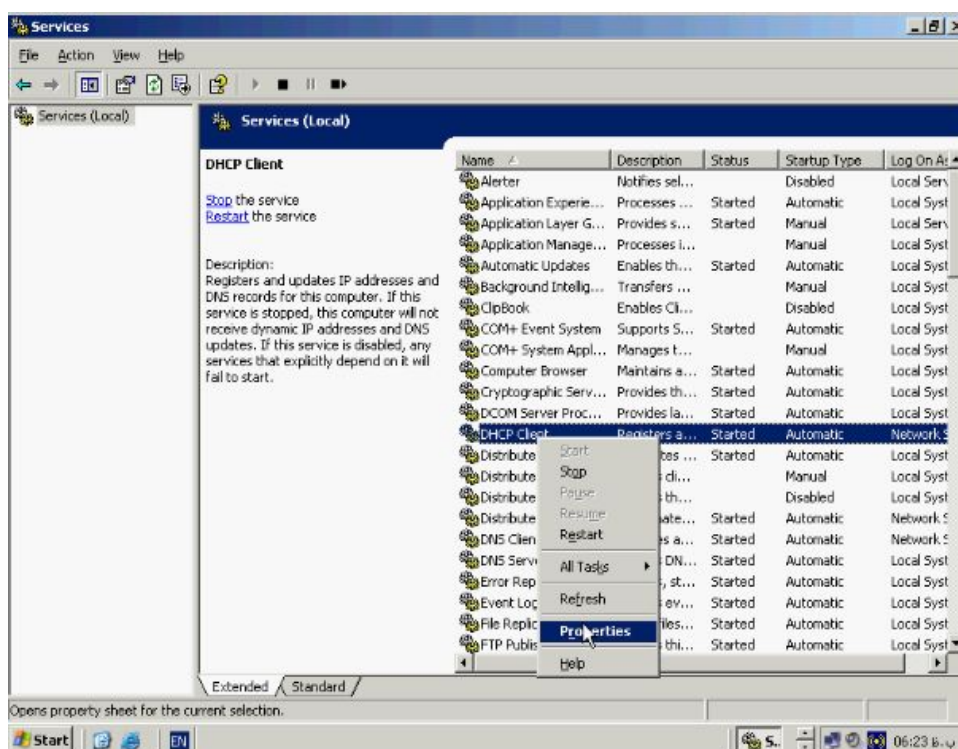 Services
File Action View Help
Services (Local)
Services (Local)
DHCP Client
Stop the service
Restart the service
Description:
Registers and updates IP addresses and
DNS records for this computer. If this
service is stopped, this computer will not
receive dynamic IP addresses and DNS
updates. If this service is disabled, any
services that explicitly depend on it will
fail to start.
Name Description Status Startup Type Log On As
Alerter Notifies sel... Disabled Local Serv
Application Experie... Processes ... Started Automatic Local Syst
Application Layer G... Provides s... Started Manual Local Serv
Application Manage... Processes i... Manual Local Syst
Automatic Updates Enables th... Started Automatic Local Syst
Background Intellig... Transfers ... Manual Local Syst
ClipBook Enables Cli... Disabled Local Syst
COM+ Event System Supports S... Started Automatic Local Syst
COM+ System Appl... Manages t... Manual Local Syst
Computer Browser Maintains a... Started Automatic Local Syst
Cryptographic Serv... Provides th... Started Automatic Local Syst
DCOM Server Proc... Provides la... Started Automatic Local Syst
DHCP Client Registers a... Started Automatic Network S
Distribute tes ... Started Automatic Local Syst
Distribute cli... Manual Local Syst
Distribute th... Disabled Local Syst
Distribute ate... Started Automatic Network S
DNS Clien s a... Started Automatic Network S
DNS Serv DN... Started Automatic Local Syst
Error Rep , st... Started Automatic Local Syst
Event Log ev... Started Automatic Local Syst
File Replic files... Started Automatic Local Syst
FTP Publis thi... Started Automatic Local Syst
Start
Stop
Pause
Resume
Restart
All Tasks
Refresh
Properties
Help
Extended Standard
Opens property sheet for the current selection.
Start EN S.. 06:23 ب.ظ